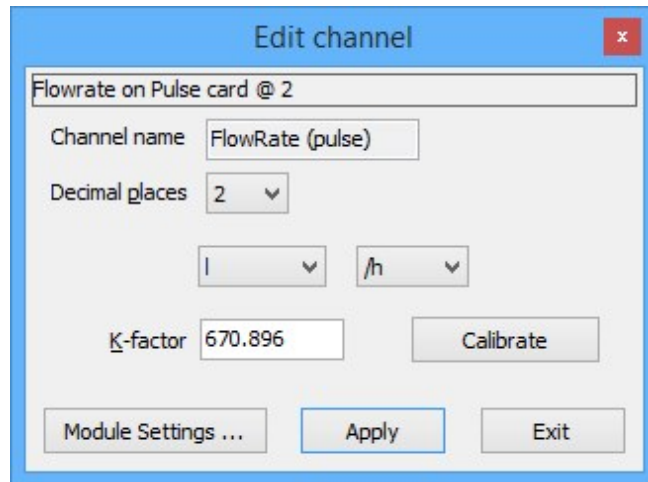 Edit channel
x
Flowrate on Pulse card @ 2
Channel name FlowRate (pulse)
Decimal places 2
l /h
K-factor 670.896 Calibrate
Module Settings ... Apply Exit